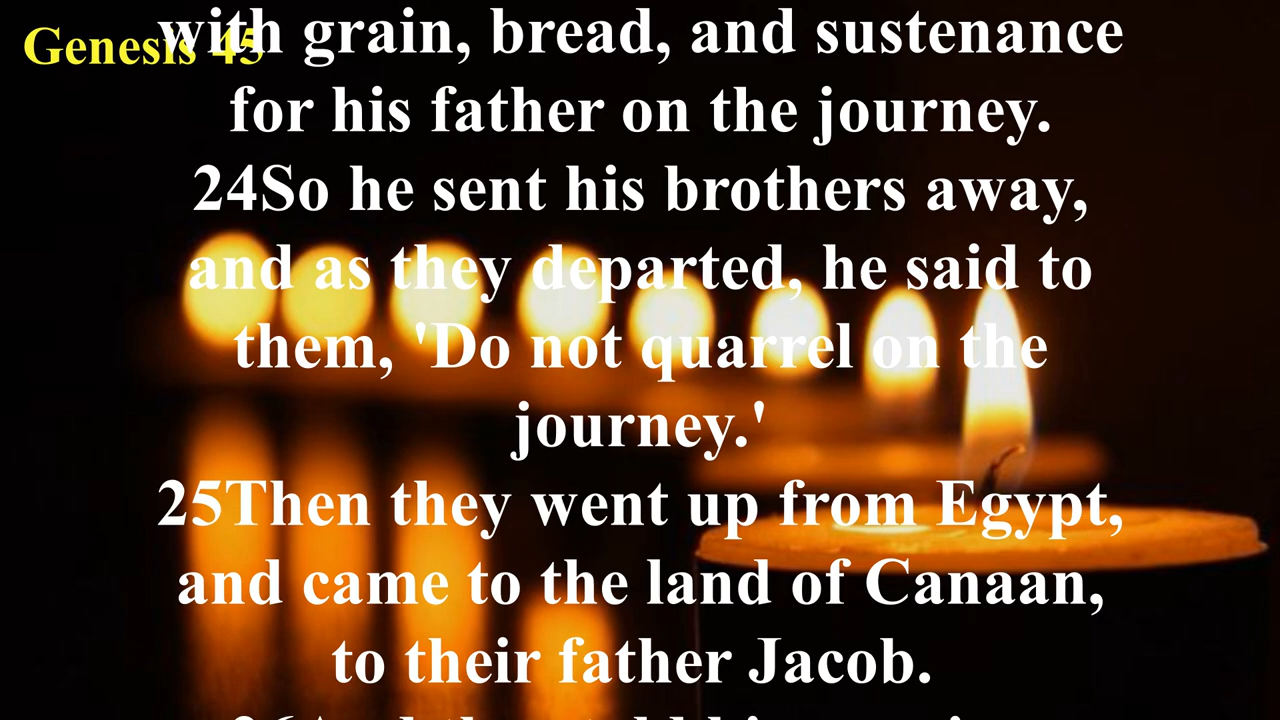 Genesis 45
with grain, bread, and sustenance
for his father on the journey.
24So he sent his brothers away,
and as they departed, he said to
them, 'Do not quarrel on the
journey.'
25Then they went up from Egypt,
and came to the land of Canaan,
to their father Jacob.